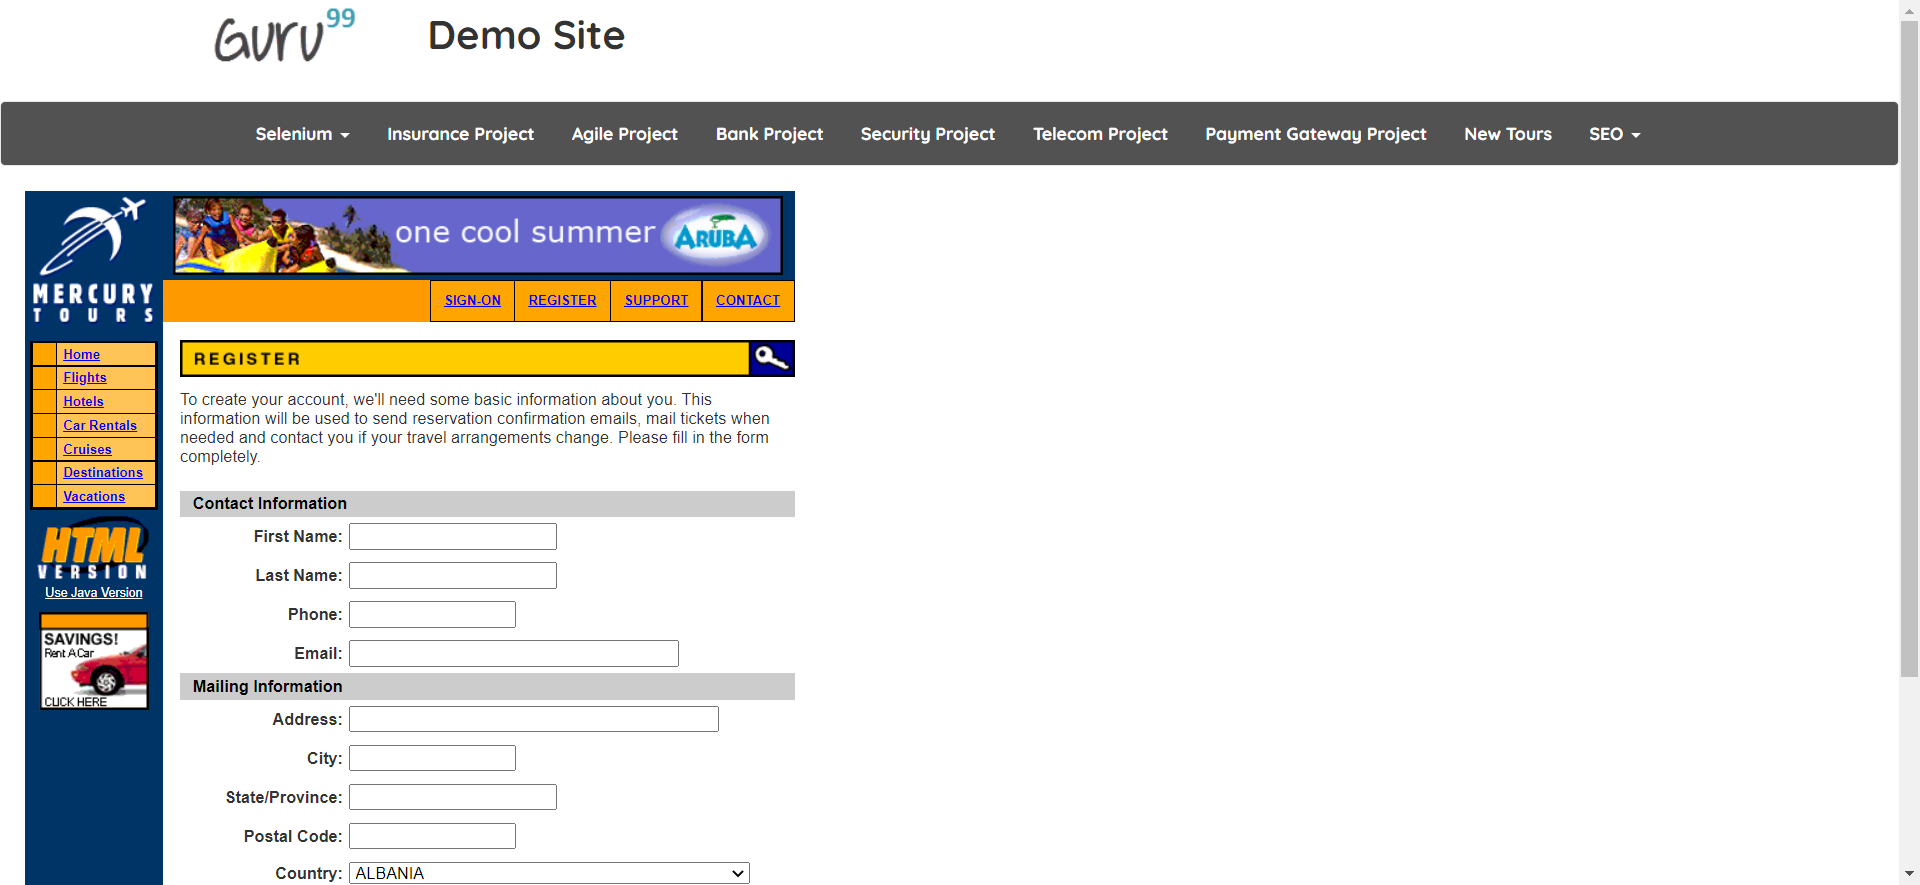 Guru99
Demo Site
Selenium
Insurance Project
Agile Project
Bank Project
Security Project
Telecom Project
Payment Gateway Project
New Tours
SEO
MERCURY
TOURS
one cool summer
ARUBA
SIGN-ON
REGISTER
SUPPORT
CONTACT
Home
Flights
Hotels
Car Rentals
Cruises
Destinations
Vacations
HTML
VERSION
Use Java Version
SAVINGS!
Rent A Car
CLICK HERE
REGISTER
To create your account, we'll need some basic information about you. This
information will be used to send reservation confirmation emails, mail tickets when
needed and contact you if your travel arrangements change. Please fill in the form
completely.
Contact Information
First Name:
Last Name:
Phone:
Email:
Mailing Information
Address:
City:
State/Province:
Postal Code:
Country: ALBANIA